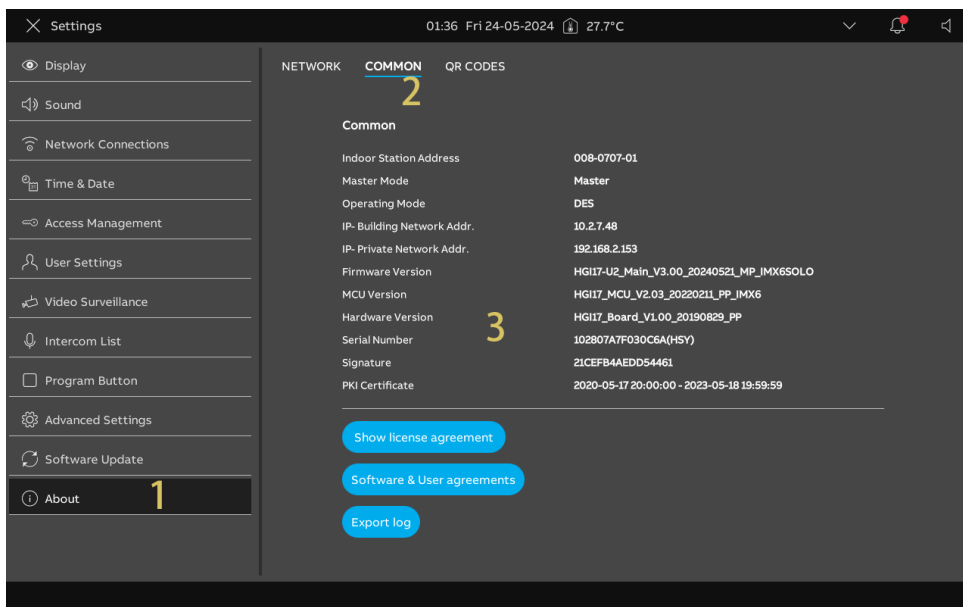 Settings
01:36 Fri 24-05-2024 27.7°C
Display
Sound
Network Connections
Time & Date
Access Management
User Settings
Video Surveillance
Intercom List
Program Button
Advanced Settings
Software Update
About 1
NETWORK COMMON QR CODES
2
Common
Indoor Station Address 008-0707-01
Master Mode Master
Operating Mode DES
IP- Building Network Addr. 10.2.7.48
IP- Private Network Addr. 192.168.2.153
Firmware Version HGI17-U2_Main_V3.00_20240521_MP_IMX6SOLO
MCU Version HGI17_MCU_V2.03_20220211_PP_IMX6
Hardware Version HGI17_Board_V1.00_20190829_PP
3
Serial Number 102807A7F030C6A(HSY)
Signature 21CEFB4AEDD54461
PKI Certificate 2020-05-17 20:00:00 - 2023-05-18 19:59:59
Show license agreement
Software & User agreements
Export log